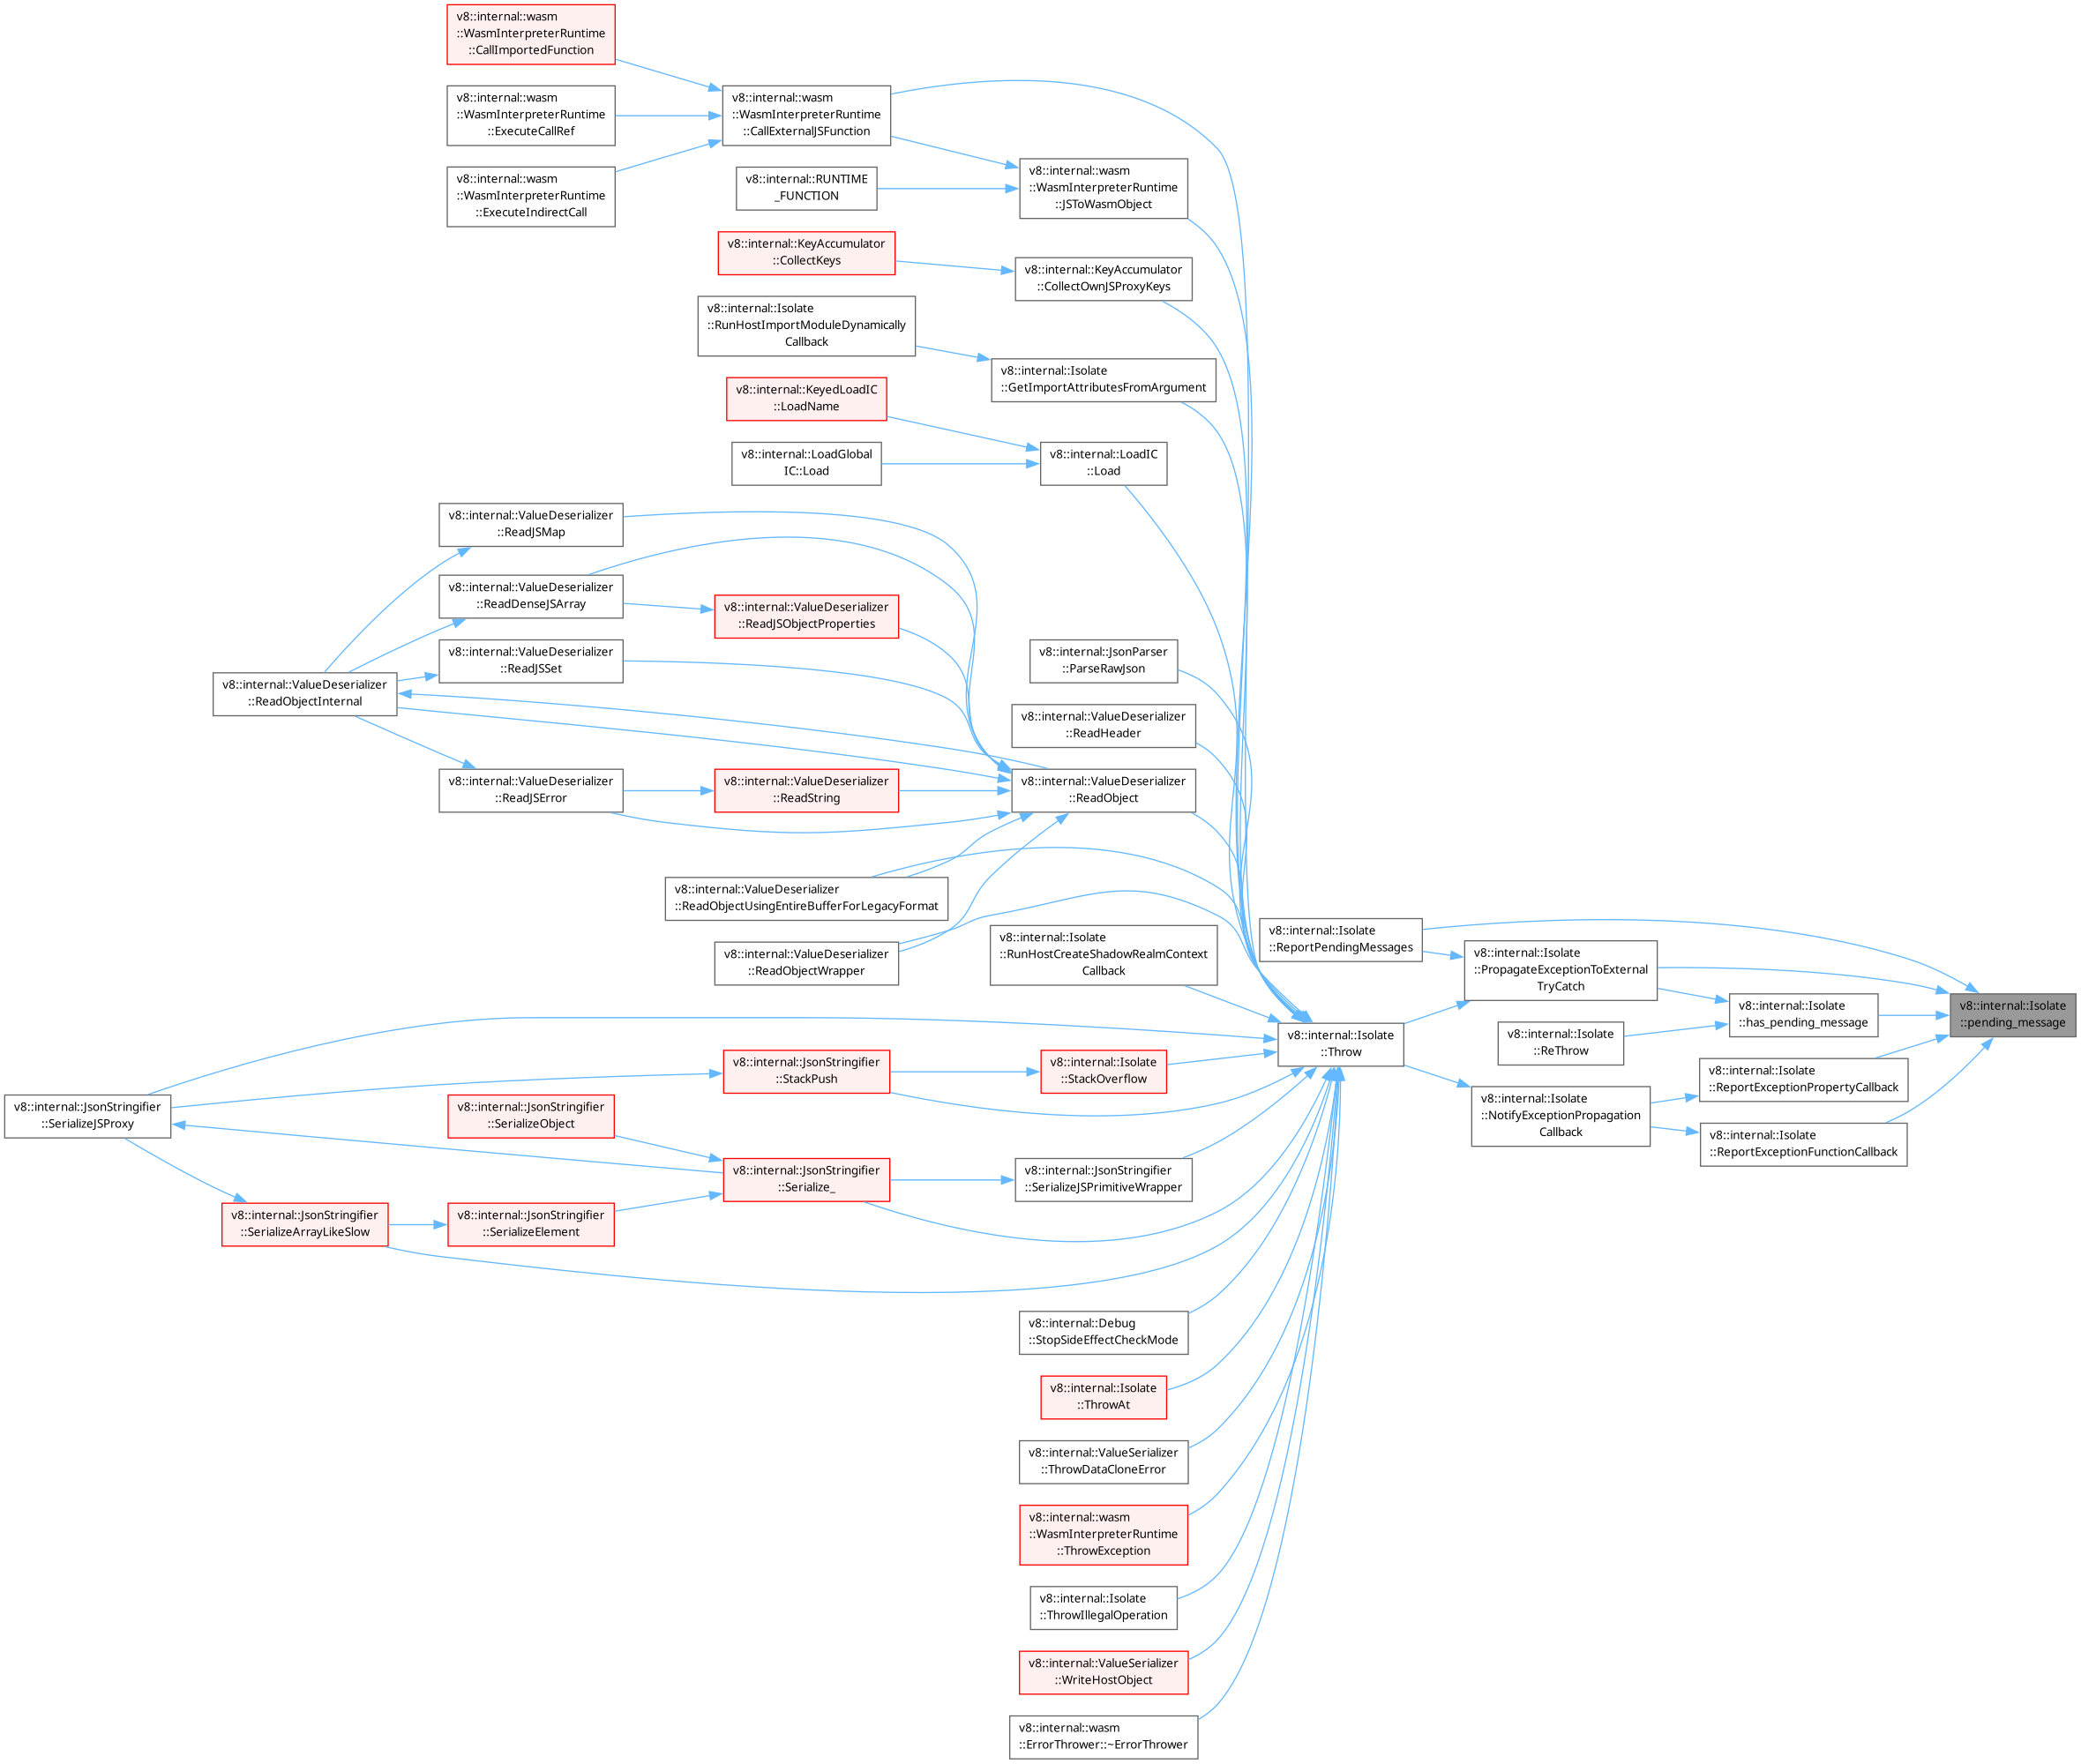 v8::internal::wasm
::WasmInterpreterRuntime
::CallImportedFunction
v8::internal::wasm
::WasmInterpreterRuntime
::ExecuteCallRef
v8::internal::wasm
::WasmInterpreterRuntime
::ExecuteIndirectCall
v8::internal::wasm
::WasmInterpreterRuntime
::CallExternalJSFunction
v8::internal::RUNTIME
_FUNCTION
v8::internal::wasm
::WasmInterpreterRuntime
::JSToWasmObject
v8::internal::KeyAccumulator
::CollectKeys
v8::internal::KeyAccumulator
::CollectOwnJSProxyKeys
v8::internal::Isolate
::RunHostImportModuleDynamically
Callback
v8::internal::Isolate
::GetImportAttributesFromArgument
v8::internal::KeyedLoadIC
::LoadName
v8::internal::LoadGlobal
IC::Load
v8::internal::LoadIC
::Load
v8::internal::ValueDeserializer
::ReadJSMap
v8::internal::ValueDeserializer
::ReadDenseJSArray
v8::internal::ValueDeserializer
::ReadJSObjectProperties
v8::internal::ValueDeserializer
::ReadJSSet
v8::internal::ValueDeserializer
::ReadObjectInternal
v8::internal::ValueDeserializer
::ReadJSError
v8::internal::ValueDeserializer
::ReadString
v8::internal::JsonParser
::ParseRawJson
v8::internal::ValueDeserializer
::ReadHeader
v8::internal::ValueDeserializer
::ReadObject
v8::internal::ValueDeserializer
::ReadObjectUsingEntireBufferForLegacyFormat
v8::internal::ValueDeserializer
::ReadObjectWrapper
v8::internal::Isolate
::RunHostCreateShadowRealmContext
Callback
v8::internal::Isolate
::ReportPendingMessages
v8::internal::Isolate
::PropagateExceptionToExternal
TryCatch
v8::internal::Isolate
::has_pending_message
v8::internal::Isolate
::pending_message
v8::internal::Isolate
::Throw
v8::internal::Isolate
::ReThrow
v8::internal::Isolate
::ReportExceptionPropertyCallback
v8::internal::Isolate
::NotifyExceptionPropagation
Callback
v8::internal::Isolate
::ReportExceptionFunctionCallback
v8::internal::JsonStringifier
::StackPush
v8::internal::Isolate
::StackOverflow
v8::internal::JsonStringifier
::SerializeJSProxy
v8::internal::JsonStringifier
::SerializeObject
v8::internal::JsonStringifier
::Serialize_
v8::internal::JsonStringifier
::SerializeJSPrimitiveWrapper
v8::internal::JsonStringifier
::SerializeArrayLikeSlow
v8::internal::JsonStringifier
::SerializeElement
v8::internal::Debug
::StopSideEffectCheckMode
v8::internal::Isolate
::ThrowAt
v8::internal::ValueSerializer
::ThrowDataCloneError
v8::internal::wasm
::WasmInterpreterRuntime
::ThrowException
v8::internal::Isolate
::ThrowIllegalOperation
v8::internal::ValueSerializer
::WriteHostObject
v8::internal::wasm
::ErrorThrower::~ErrorThrower